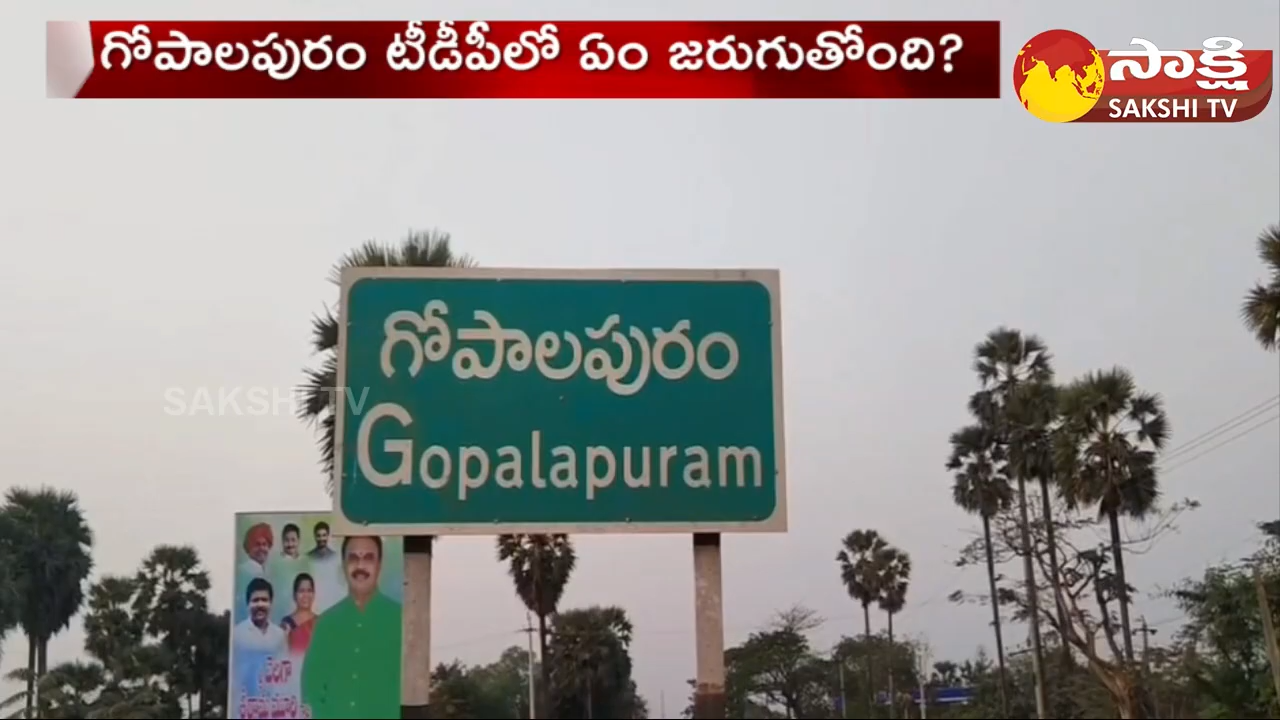 గోపాలపురం టీడీపీలో ఏం జరుగుతోంది?
సాక్షి
SAKSHI TV
గోపాలపురం
Gopalapuram
SAKSHI TV